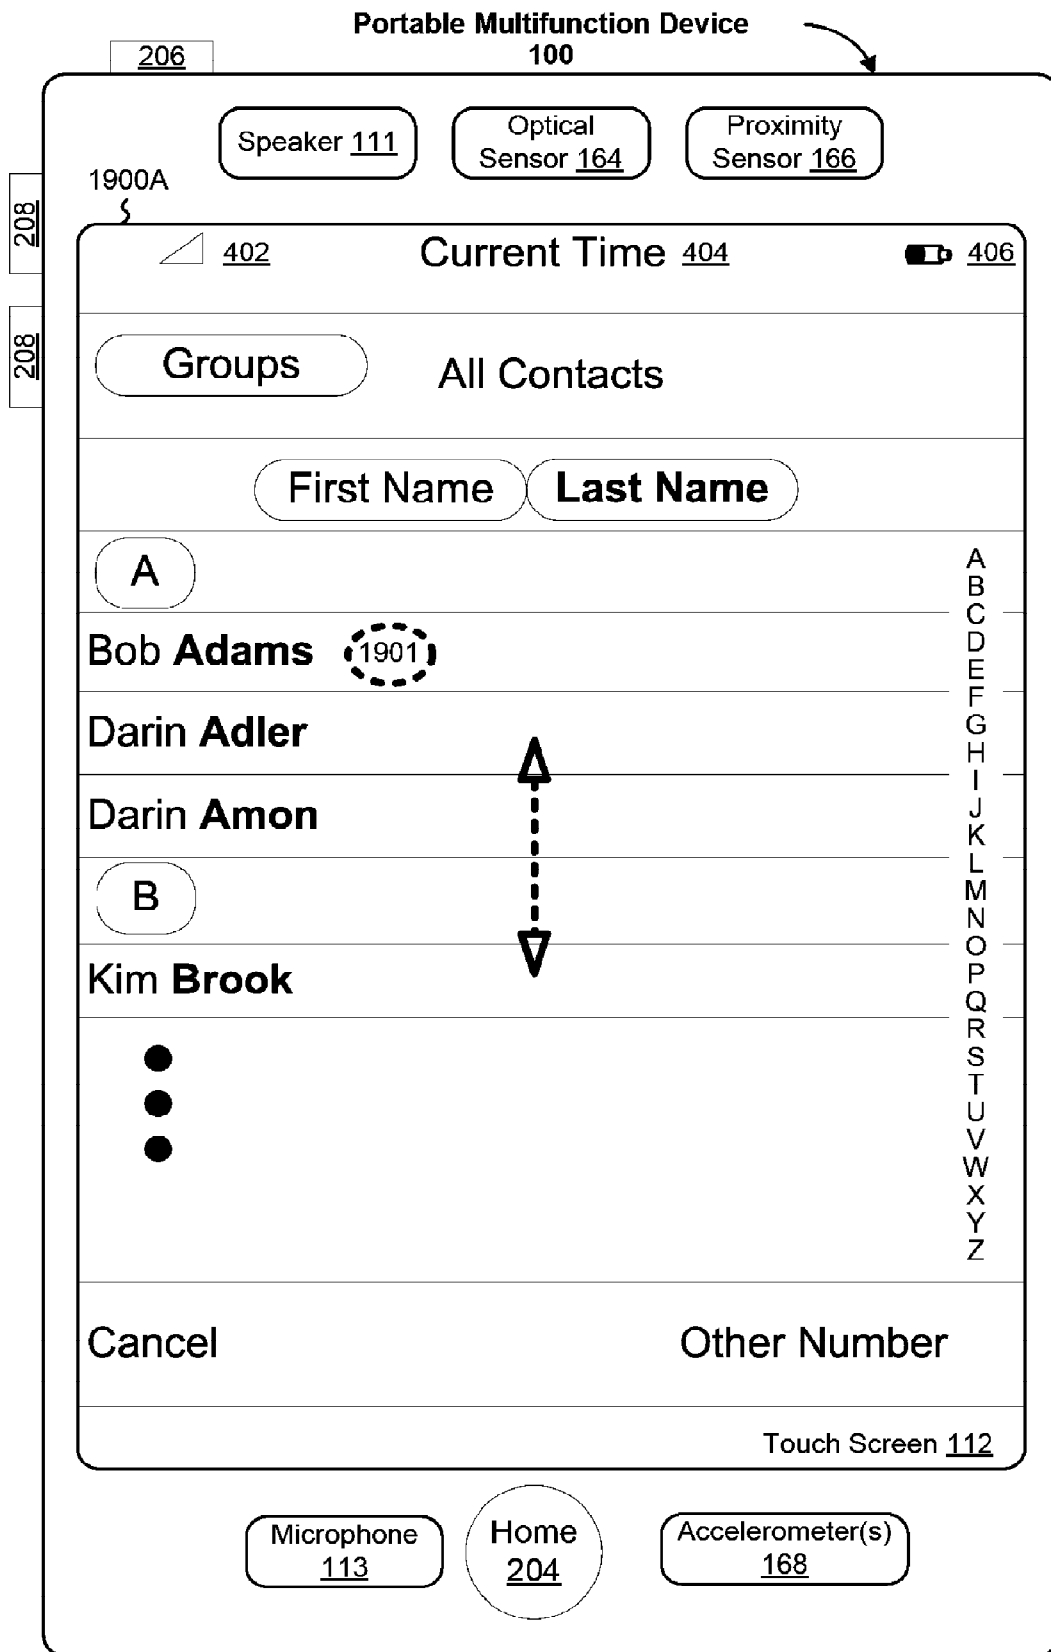 Portable Multifunction Device
100
206
Speaker 111
Optical
Sensor 164
Proximity
Sensor 166
1900A
208
208
402
Current Time 404
406
Groups
All Contacts
First Name
Last Name
A
Bob Adams
1901
Darin Adler
Darin Amon
B
Kim Brook
A
B
C
D
E
F
G
H
I
J
K
L
M
N
O
P
Q
R
S
T
U
V
W
X
Y
Z
Cancel
Other Number
Touch Screen 112
Microphone
113
Home
204
Accelerometer(s)
168